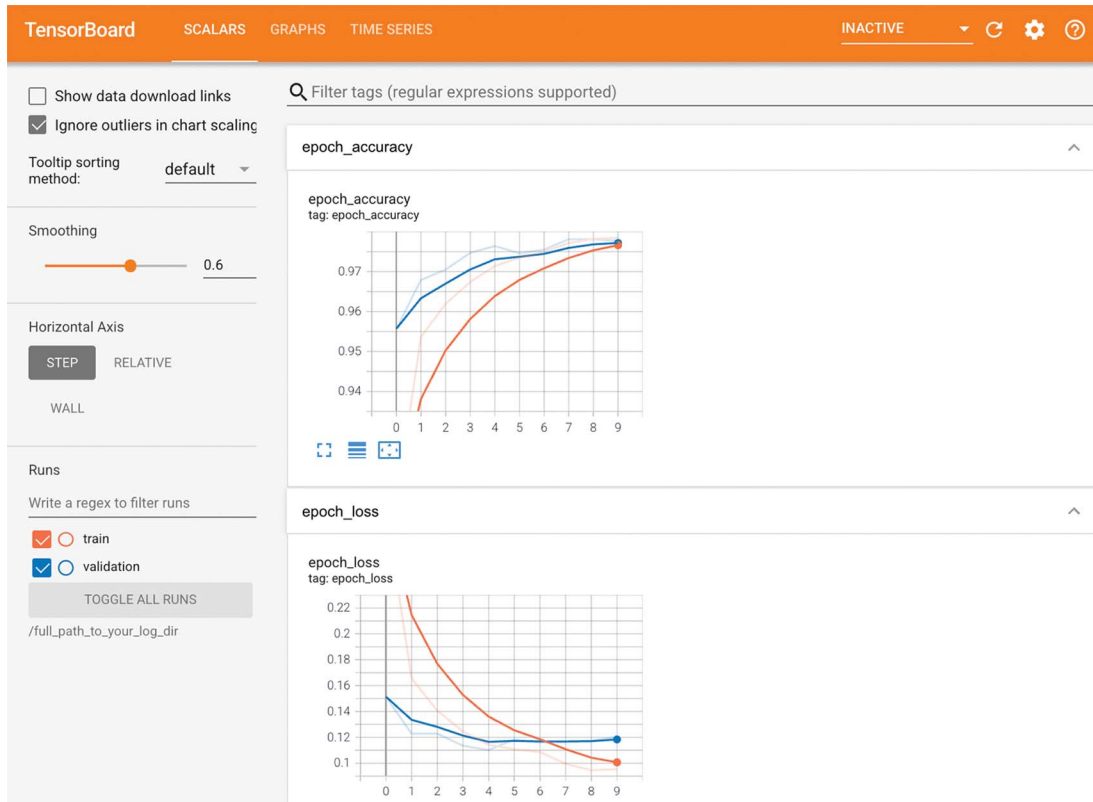 TensorBoard SCALARS GRAPHS TIME SERIES INACTIVE
Show data download links
Ignore outliers in chart scaling
Tooltip sorting
method:
default
Smoothing
0.6
Horizontal Axis
STEP RELATIVE
WALL
Runs
Write a regex to filter runs
train
validation
TOGGLE ALL RUNS
/full_path_to_your_log_dir
Filter tags (regular expressions supported)
epoch_accuracy
epoch_accuracy
tag: epoch_accuracy
0.97
0.96
0.95
0.94
0 1 2 3 4 5 6 7 8 9
epoch_loss
epoch_loss
tag: epoch_loss
0.22
0.2
0.18
0.16
0.14
0.12
0.1
0 1 2 3 4 5 6 7 8 9